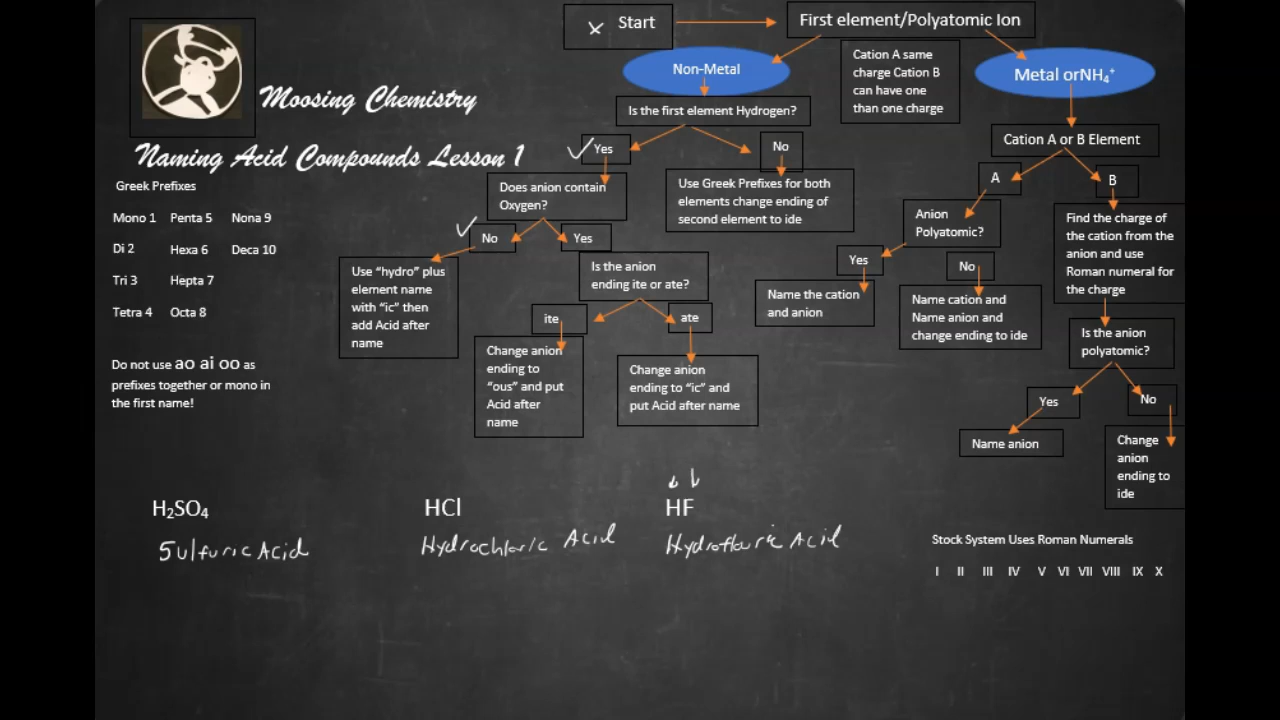 Start
First element/Polyatomic Ion
Moosing Chemistry
Naming Acid Compounds Lesson 1
Greek Prefixes
Mono 1 Penta 5 Nona 9
Di 2 Hexa 6 Deca 10
Tri 3 Hepta 7
Tetra 4 Octa 8
Do not use ao ai oo as
prefixes together or mono in
the first name!
Non-Metal
Cation A same
charge Cation B
can have one
than one charge
Metal orNH₄⁺
Is the first element Hydrogen?
Yes
No
Does anion contain
Oxygen?
Use Greek Prefixes for both
elements change ending of
second element to ide
No
Yes
Use “hydro” plus
element name
with “ic” then
add Acid after
name
Is the anion
ending ite or ate?
ite
ate
Change anion
ending to
“ous” and put
Acid after
name
Change anion
ending to “ic” and
put Acid after name
Cation A or B Element
A
B
Anion
Polyatomic?
Yes
No
Name the cation
and anion
Name cation and
Name anion and
change ending to ide
Find the charge of
the cation from the
anion and use
Roman numeral for
the charge
Is the anion
polyatomic?
Yes
No
Name anion
Change
anion
ending to
ide
H₂SO₄ HCl HF
Sulfuric Acid Hydrochloric Acid Hydroflouric Acid
Stock System Uses Roman Numerals
I II III IV V VI VII VIII IX X